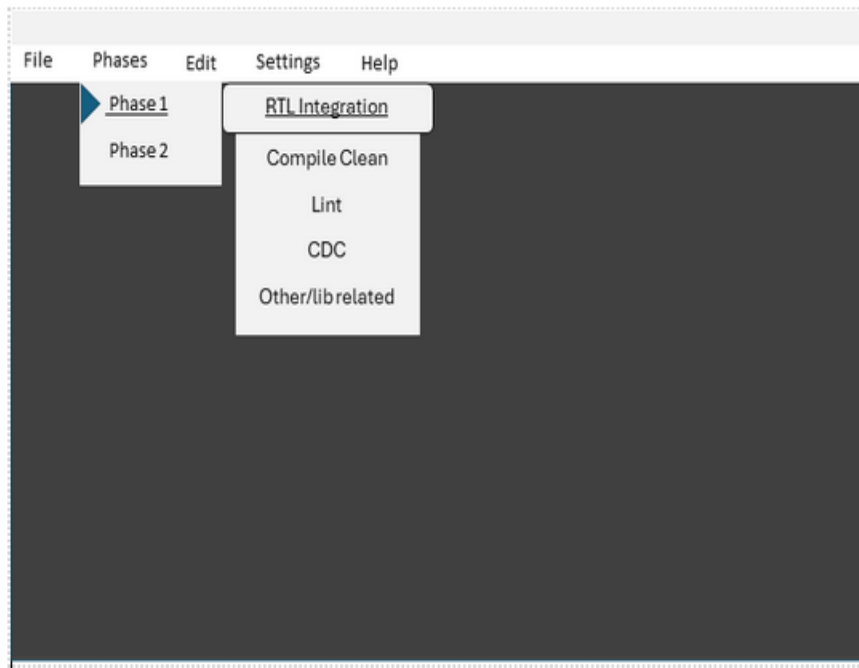 File Phases Edit Settings Help
Phase 1
Phase 2
RTL Integration
Compile Clean
Lint
CDC
Other/lib related